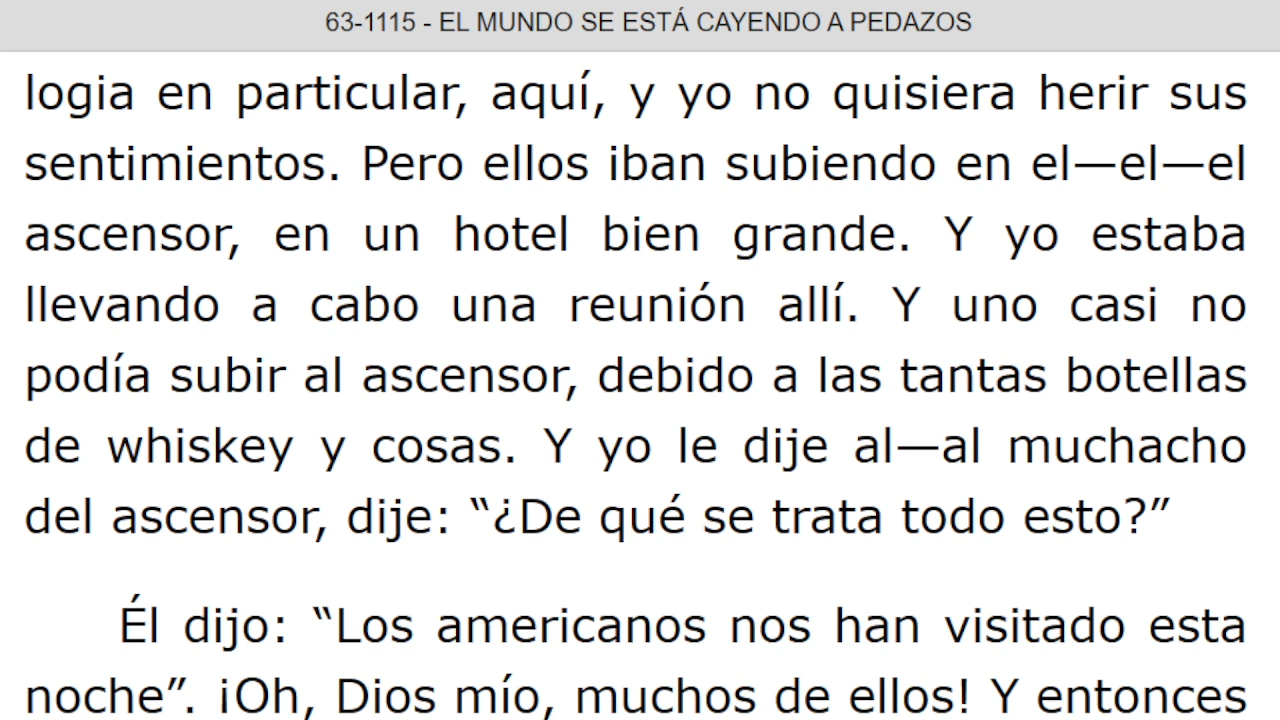 63-1115 - EL MUNDO SE ESTÁ CAYENDO A PEDAZOS
logia en particular, aquí, y yo no quisiera herir sus
sentimientos. Pero ellos iban subiendo en el—el—el
ascensor, en un hotel bien grande. Y yo estaba
llevando a cabo una reunión allí. Y uno casi no
podía subir al ascensor, debido a las tantas botellas
de whiskey y cosas. Y yo le dije al—al muchacho
del ascensor, dije: “¿De qué se trata todo esto?”
Él dijo: “Los americanos nos han visitado esta
noche”. ¡Oh, Dios mío, muchos de ellos! Y entonces